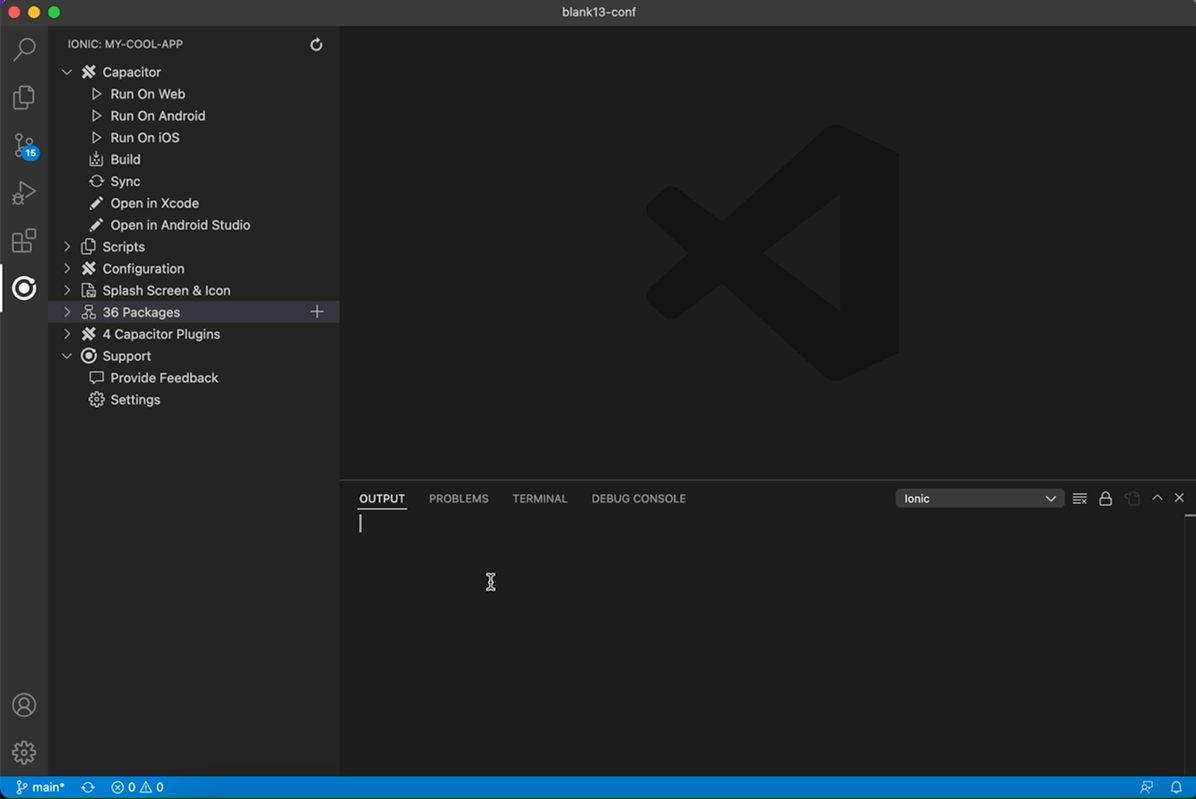 blank13-conf
IONIC: MY-COOL-APP
Capacitor
Run On Web
Run On Android
Run On iOS
Build
Sync
Open in Xcode
Open in Android Studio
Scripts
Configuration
Splash Screen & Icon
36 Packages
4 Capacitor Plugins
Support
Provide Feedback
Settings
15
OUTPUT PROBLEMS TERMINAL DEBUG CONSOLE Ionic
main* 0 0